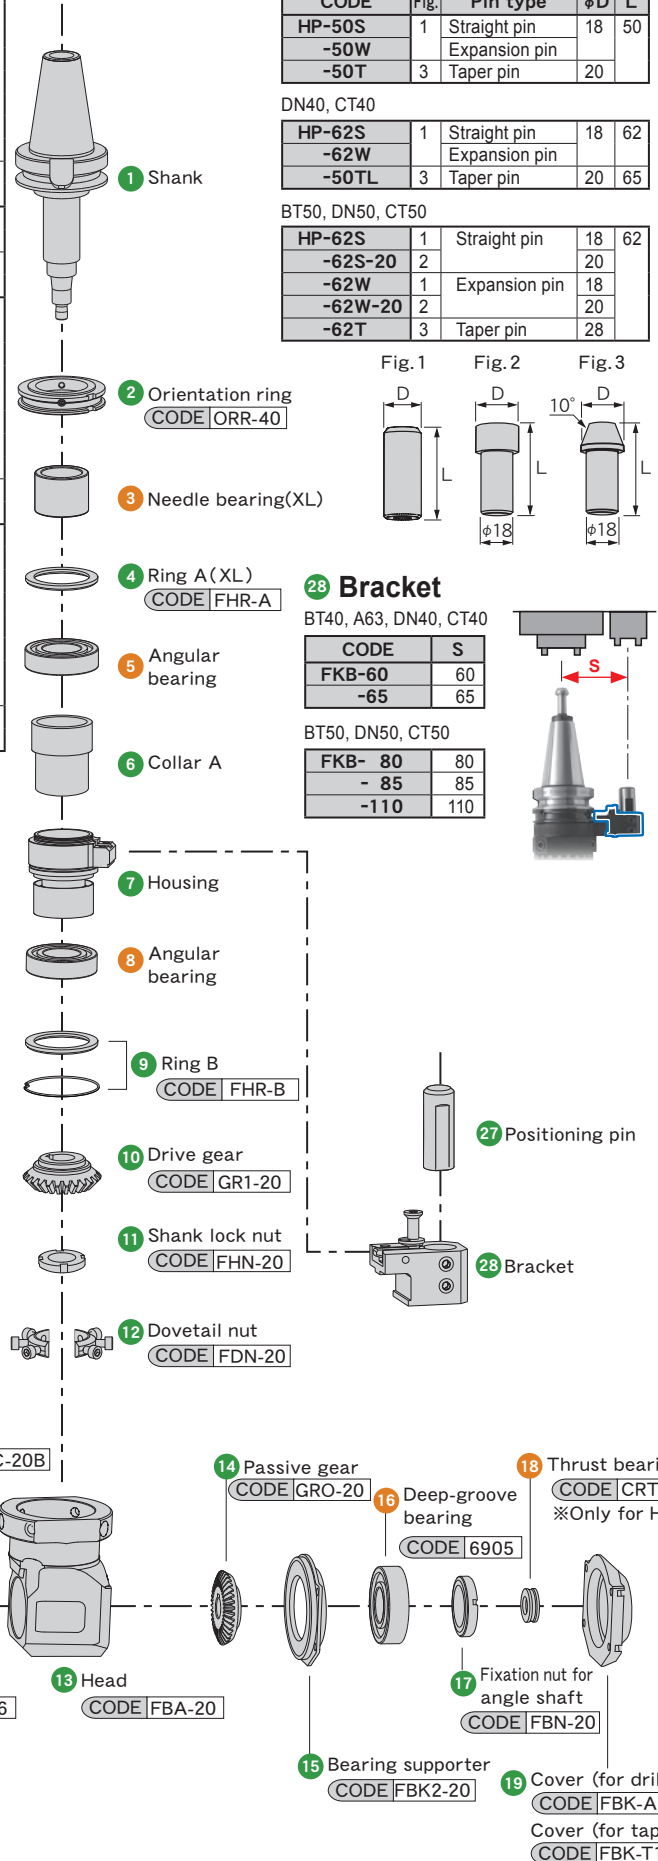 CODE Fig. Pin type φD L
HP-50S 1 Straight pin 18 50
-50W Expansion pin
-50T 3 Taper pin 20
DN40, CT40
HP-62S 1 Straight pin 18 62
-62W Expansion pin
-50TL 3 Taper pin 20 65
BT50, DN50, CT50
HP-62S 1 Straight pin 18 62
-62S-20 2 20
-62W 1 Expansion pin 18
-62W-20 2 20
-62T 3 Taper pin 28
Fig.1 Fig.2 Fig.3
D D 10° D
L L L
φ18 φ18
1 Shank
2 Orientation ring
CODE ORR-40
3 Needle bearing(XL)
4 Ring A(XL)
CODE FHR-A
5 Angular
bearing
6 Collar A
7 Housing
8 Angular
bearing
9 Ring B
CODE FHR-B
10 Drive gear
CODE GR1-20
11 Shank lock nut
CODE FHN-20
12 Dovetail nut
CODE FDN-20
28 Bracket
BT40, A63, DN40, CT40
CODE S
FKB-60 60
-65 65
BT50, DN50, CT50
FKB- 80 80
- 85 85
-110 110
S
27 Positioning pin
28 Bracket
C-20B
14 Passive gear
CODE GRO-20
16 Deep-groove
bearing
CODE 6905
18 Thrust beari
CODE CRT
※Only for H
13 Head
CODE FBA-20
6
17 Fixation nut for
angle shaft
CODE FBN-20
15 Bearing supporter
CODE FBK2-20
19 Cover (for dril
CODE FBK-A
Cover (for tap
CODE FBK-T1